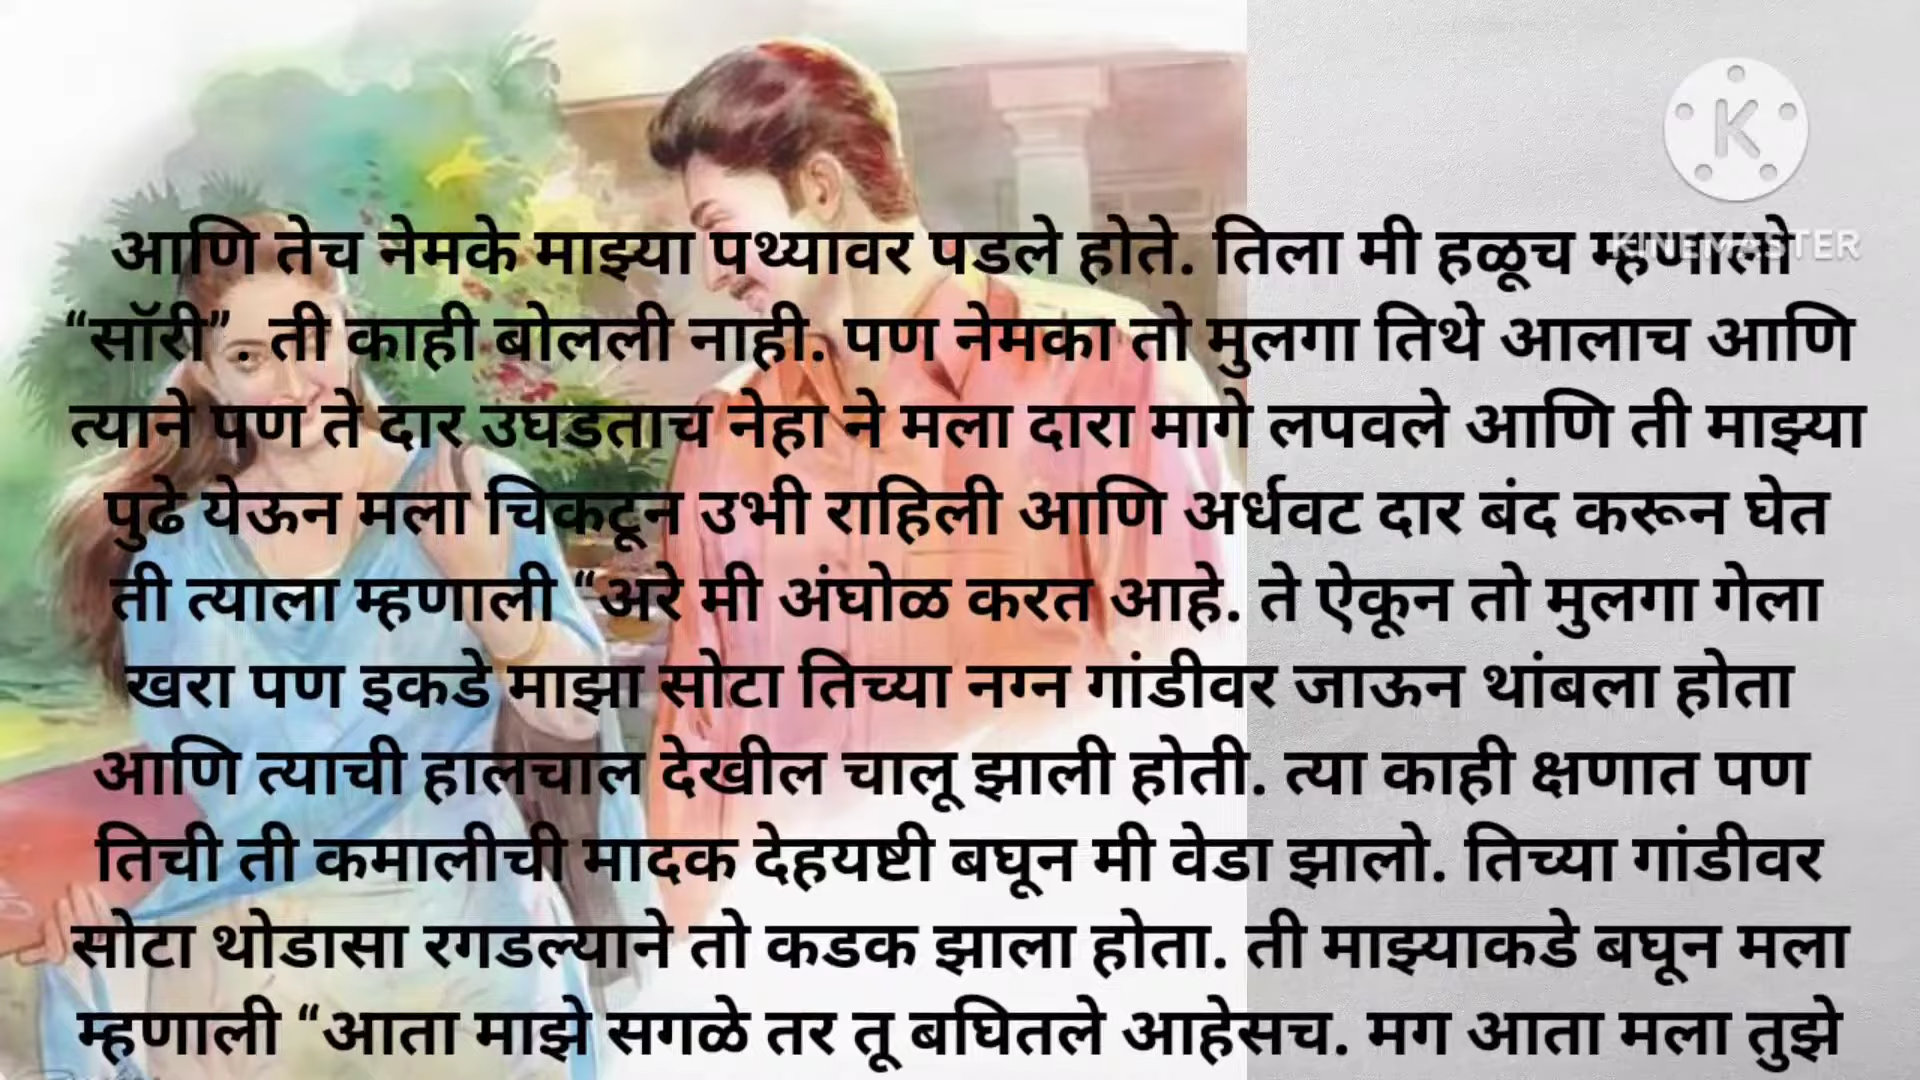 K
KINEMASTER
आणि तेच नेमके माझ्या पथ्यावर पडले होते. तिला मी हळूच म्हणालो
“सॉरी”. ती काही बोलली नाही. पण नेमका तो मुलगा तिथे आलाच आणि
त्याने पण ते दार उघडताच नेहा ने मला दारा मागे लपवले आणि ती माझ्या
पुढे येऊन मला चिकटून उभी राहिली आणि अर्धवट दार बंद करून घेत
ती त्याला म्हणाली “अरे मी अंघोळ करत आहे. ते ऐकून तो मुलगा गेला
खरा पण इकडे माझा सोटा तिच्या नग्न गांडीवर जाऊन थांबला होता
आणि त्याची हालचाल देखील चालू झाली होती. त्या काही क्षणात पण
तिची ती कमालीची मादक देहयष्टी बघून मी वेडा झालो. तिच्या गांडीवर
सोटा थोडासा रगडल्याने तो कडक झाला होता. ती माझ्याकडे बघून मला
म्हणाली “आता माझे सगळे तर तू बघितले आहेसच. मग आता मला तुझे